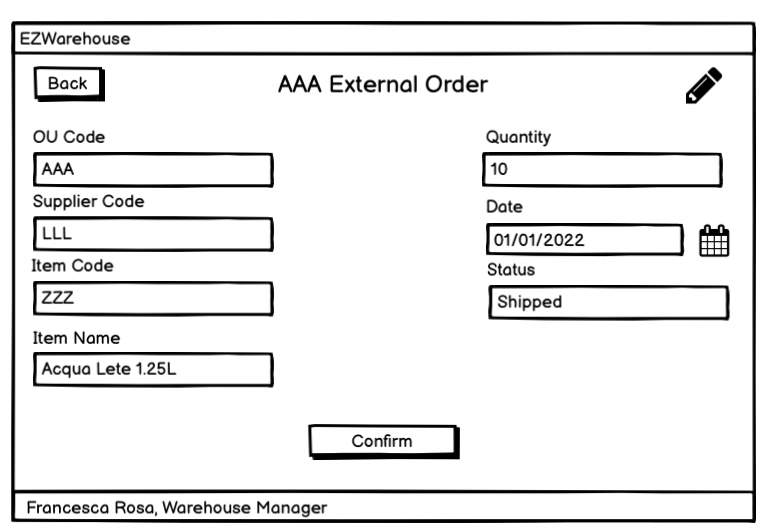 EZWarehouse
Back
AAA External Order
OU Code
AAA
Supplier Code
LLL
Item Code
ZZZ
Item Name
Acqua Lete 1.25L
Quantity
10
Date
01/01/2022
Status
Shipped
Confirm
Francesca Rosa, Warehouse Manager